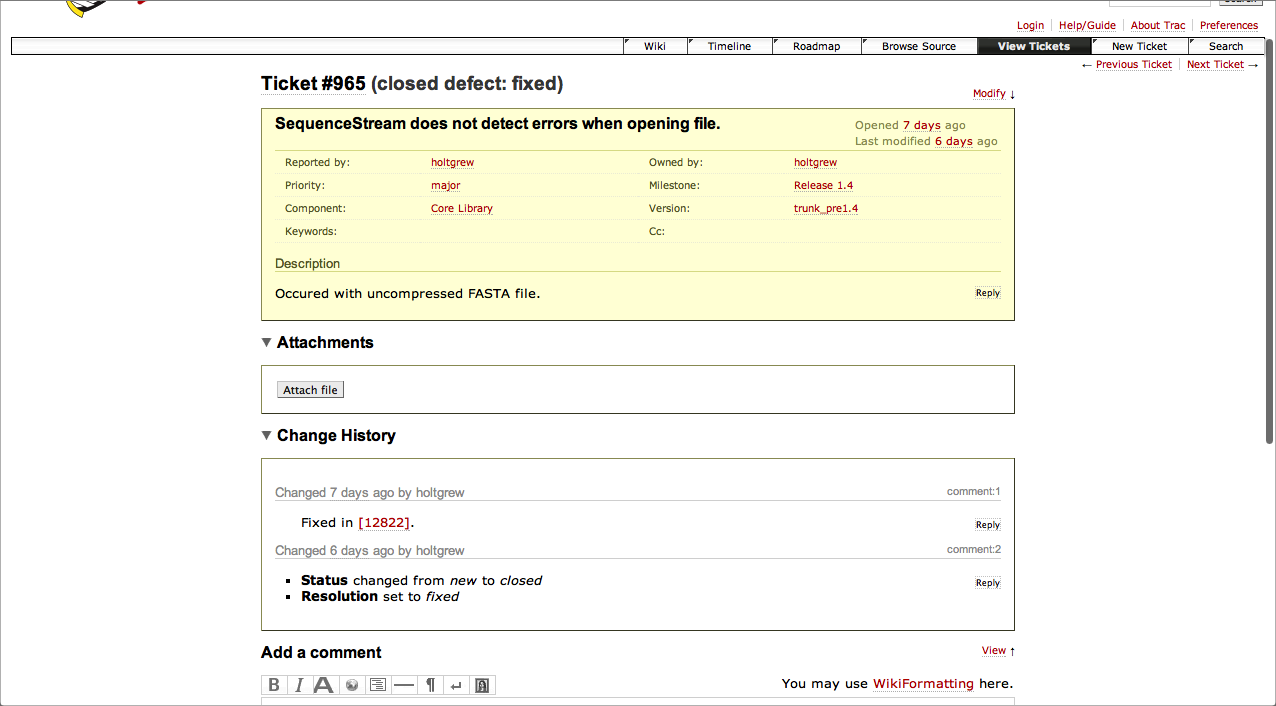 Login Help/Guide About Trac Preferences
Wiki Timeline Roadmap Browse Source View Tickets New Ticket Search
← Previous Ticket Next Ticket →
Ticket #965 (closed defect: fixed)
Modify ↓
SequenceStream does not detect errors when opening file.
Opened 7 days ago
Last modified 6 days ago
Reported by: holtgrew Owned by: holtgrew
Priority: major Milestone: Release 1.4
Component: Core Library Version: trunk_pre1.4
Keywords: Cc:
Description
Occured with uncompressed FASTA file. Reply
Attachments
Attach file
Change History
Changed 7 days ago by holtgrew comment:1
Fixed in [12822]. Reply
Changed 6 days ago by holtgrew comment:2
Status changed from new to closed Reply
Resolution set to fixed
Add a comment View ↑
B I A ¶ You may use WikiFormatting here.